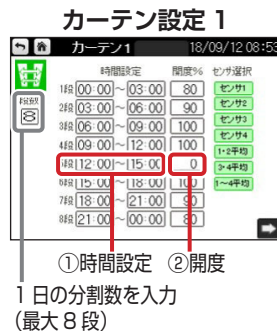 カーテン設定 1
カーテン1 18/09/12 08:53
時間設定 開度% センサ選択
1段 00:00 ~ 03:00 80 センサ1
2段 03:00 ~ 06:00 90 センサ2
3段 06:00 ~ 09:00 100 センサ3
4段 09:00 ~ 12:00 100 センサ4
5段 12:00 ~ 15:00 0 1・2平均
6段 15:00 ~ 18:00 100 3・4平均
7段 18:00 ~ 21:00 90 1~4平均
8段 21:00 ~ 00:00 80
8
①時間設定 ②開度
1日の分割数を入力
(最大8段)